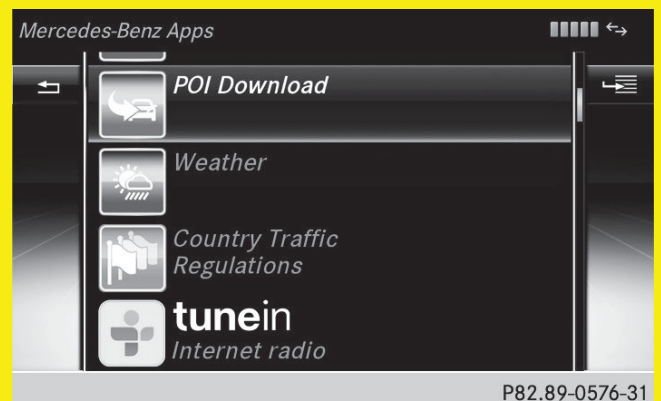 Mercedes-Benz Apps
POI Download
Weather
Country Traffic
Regulations
tunein
Internet radio
P82.89-0576-31